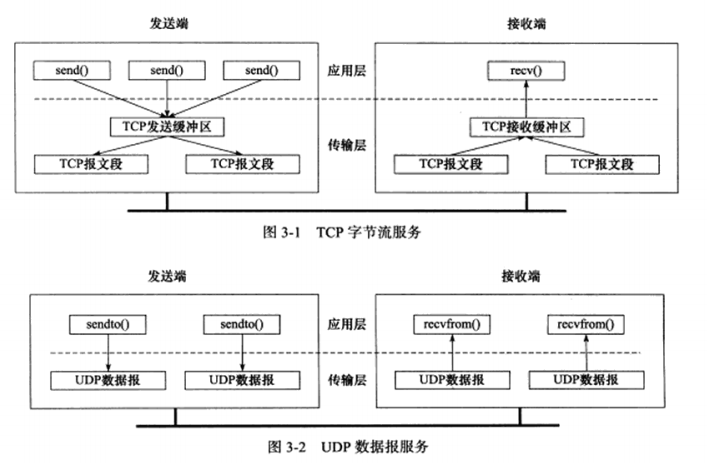 发送端 接收端
send() send() send() 应用层 recv()
TCP发送缓冲区 TCP接收缓冲区
传输层
TCP报文段 TCP报文段 TCP报文段 TCP报文段
图 3-1 TCP 字节流服务
发送端 接收端
sendto() sendto() 应用层 recvfrom() recvfrom()
UDP数据报 UDP数据报 传输层 UDP数据报 UDP数据报
图 3-2 UDP 数据报服务